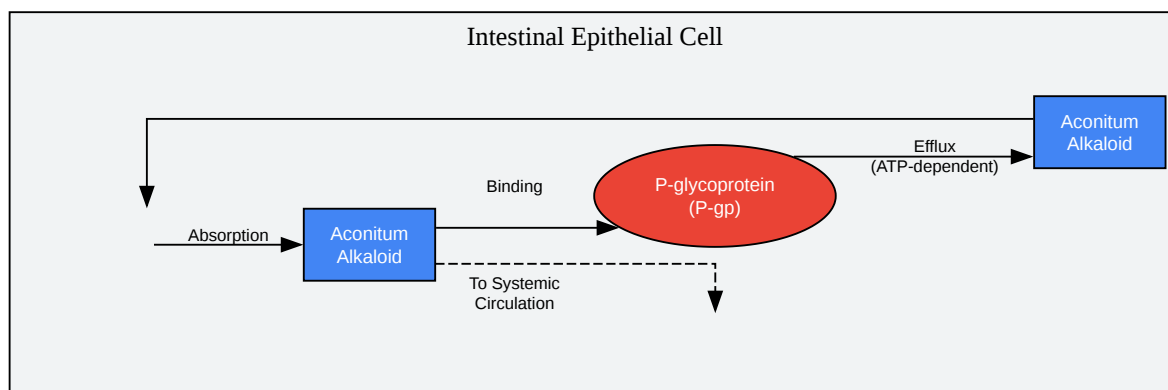 Intestinal Epithelial Cell
Aconitum
Alkaloid
Efflux
(ATP-dependent)
P-glycoprotein
(P-gp)
Binding
Absorption
Aconitum
Alkaloid
To Systemic
Circulation